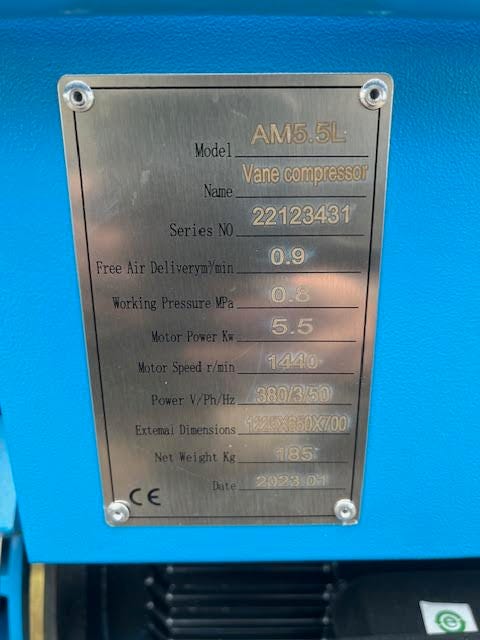 Model AM5.5L
Name Vane compressor
Series NO 22123431
Free Air Deliverym³/min 0.9
Working Pressure MPa 0.8
Motor Power Kw 5.5
Motor Speed r/min 1440
Power V/Ph/Hz 380/3/50
Extemal Dimensions 1225X650X700
Net Weight Kg 185
Date 2023.01
CE